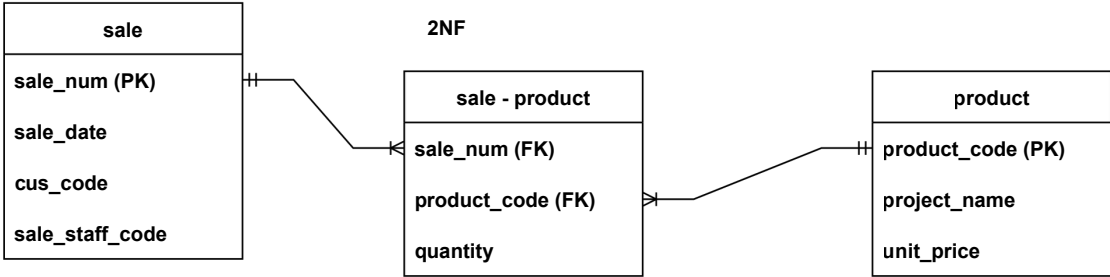 sale
sale_num (PK)
sale_date
cus_code
sale_staff_code
2NF
sale - product
sale_num (FK)
product_code (FK)
quantity
product
product_code (PK)
project_name
unit_price